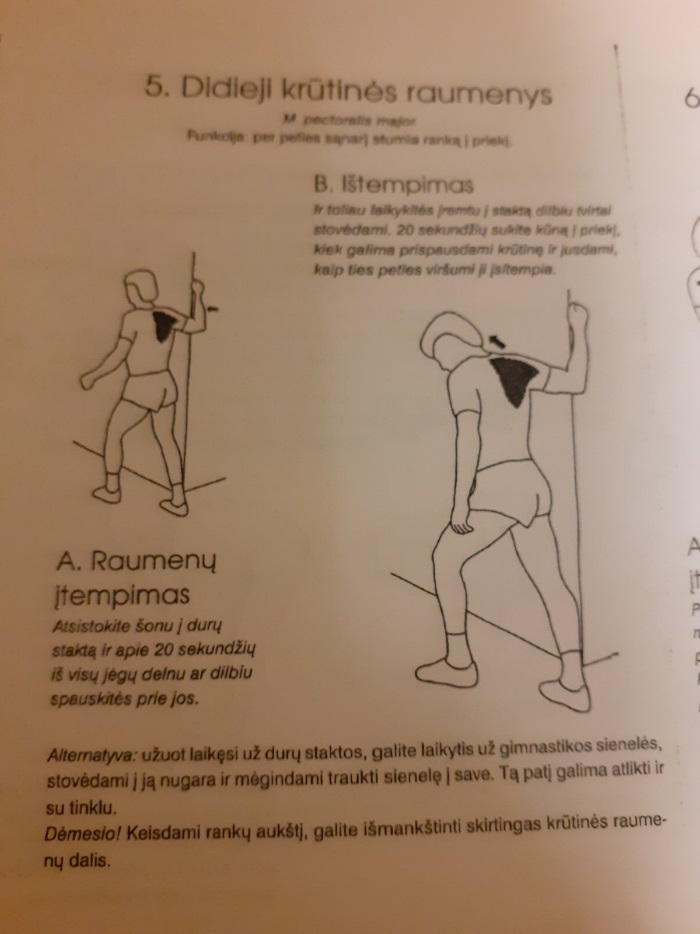 5. Didieji krūtinės raumenys
M. pectoralis major.
Funkcija: per peties sąnarį stumia ranką į priekį.
B. Ištempimas
Ir toliau laikykitės įremtu į staktą dilbiu tvirtai
stovėdami. 20 sekundžių sukite kūną į priekį,
kiek galima prispausdami krūtinę ir jusdami,
kaip ties peties viršumi ji įsitempia.
A. Raumenų
įtempimas
Atsistokite šonu į durų
staktą ir apie 20 sekundžių
iš visų jėgų delnu ar dilbiu
spauskitės prie jos.
Alternatyva: užuot laikęsi už durų staktos, galite laikytis už gimnastikos sienelės,
stovėdami į ją nugara ir mėgindami traukti sienelę į save. Tą patį galima atlikti ir
su tinklu.
Dėmesio! Keisdami rankų aukštį, galite išmankštinti skirtingas krūtinės raume-
nų dalis.
6
A
įt